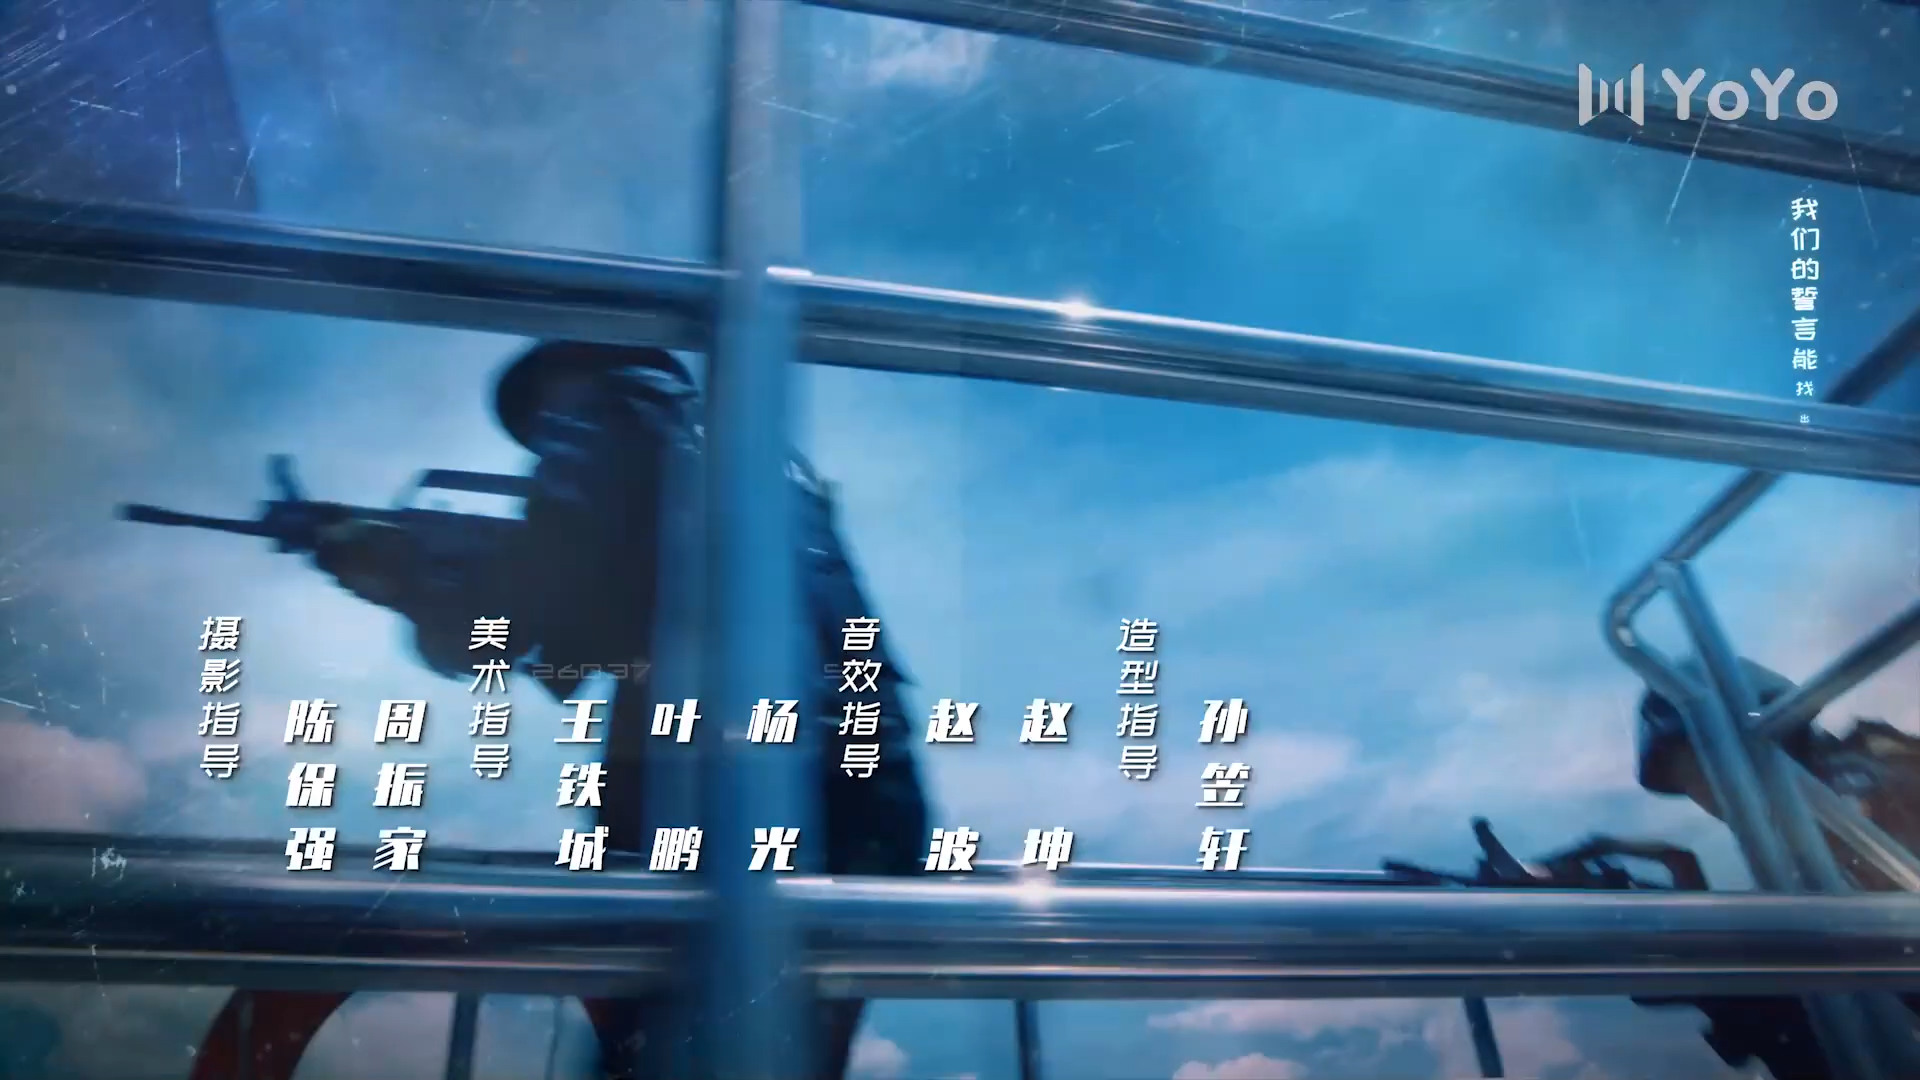 YoYo
我们的誓言能找出
摄影指导
陈保强
周振家
美术指导
王铁城
叶鹏
杨光
音效指导
赵波
赵坤
造型指导
孙笠轩
26037